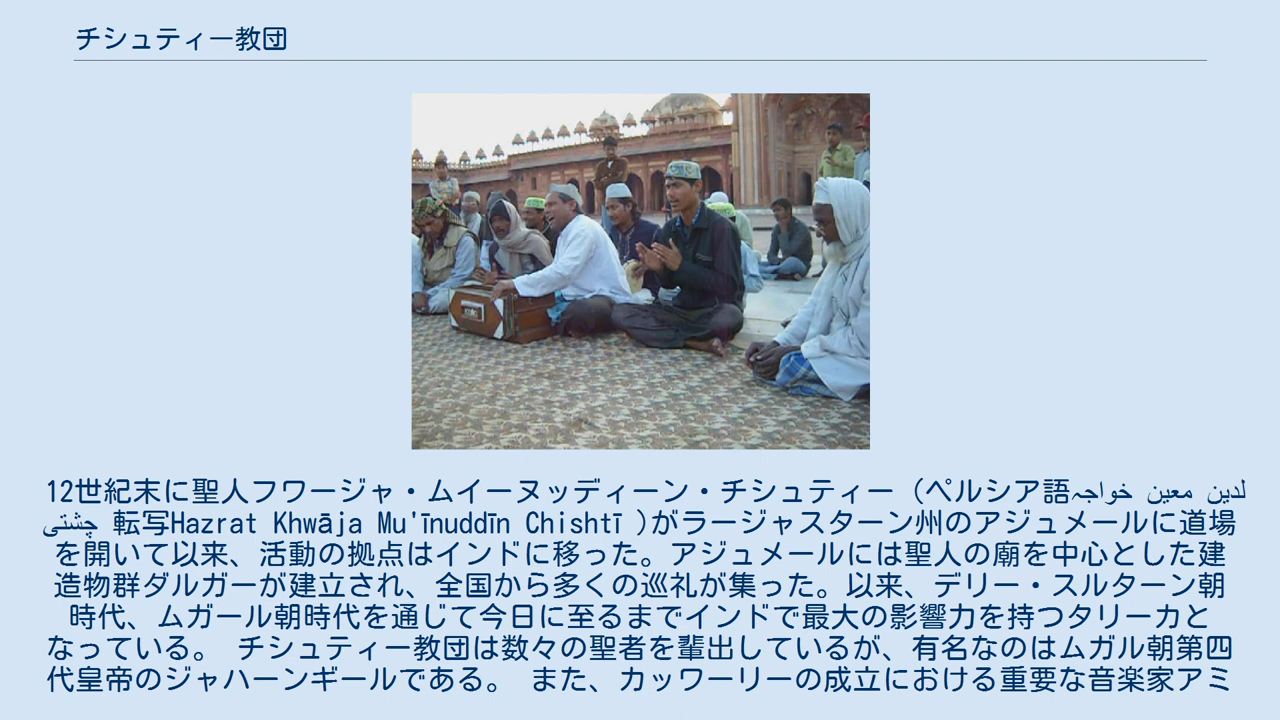 チシュティー教団
12世紀末に聖人フワージャ・ムイーヌッディーン・チシュティー（ペルシア語لدین معین خواجہ
چشتی 転写Hazrat Khwāja Mu'īnuddīn Chishtī )がラージャスターン州のアジュメールに道場
を開いて以来、活動の拠点はインドに移った。アジュメールには聖人の廟を中心とした建
造物群ダルガーが建立され、全国から多くの巡礼が集った。以来、デリー・スルターン朝
時代、ムガール朝時代を通じて今日に至るまでインドで最大の影響力を持つタリーカと
なっている。 チシュティー教団は数々の聖者を輩出しているが、有名なのはムガル朝第四
代皇帝のジャハーンギールである。 また、カッワーリーの成立における重要な音楽家アミ